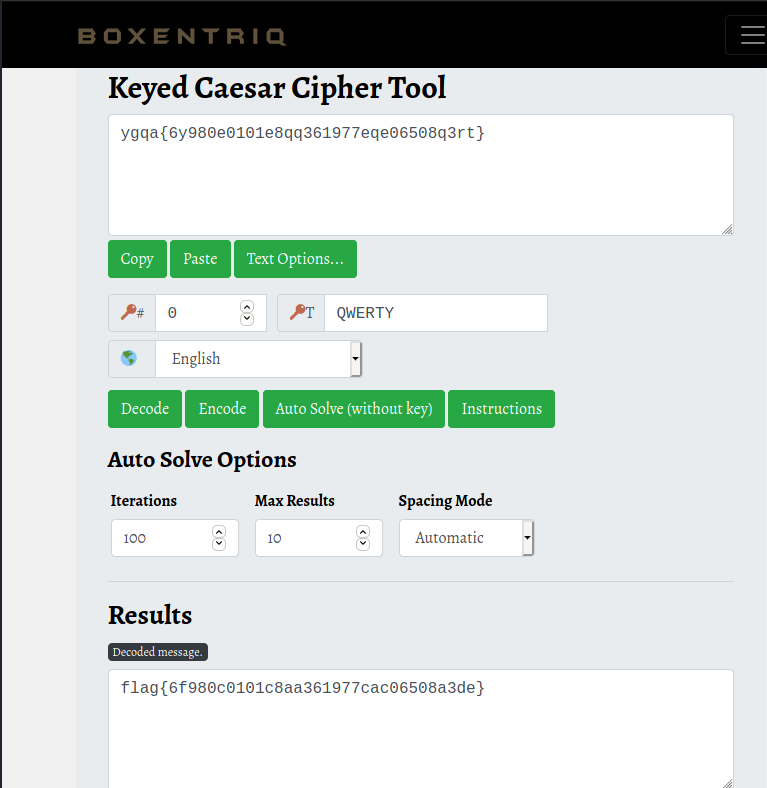 BOXENTRIQ
Keyed Caesar Cipher Tool
ygqa{6y980e0101e8qq361977eqe06508q3rt}
Copy Paste Text Options...
# 0 T QWERTY
English
Decode Encode Auto Solve (without key) Instructions
Auto Solve Options
Iterations Max Results Spacing Mode
100 10 Automatic
Results
Decoded message.
flag{6f980c0101c8aa361977cac06508a3de}